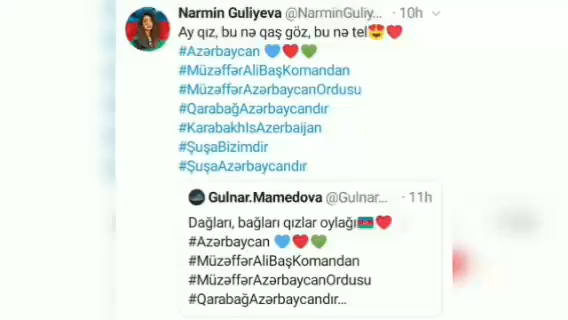 Narmin Guliyeva @NarminGuliy... · 10h
Ay qız, bu nə qaş göz, bu nə tel😍❤️
#Azərbaycan 💙❤️💚
#MüzəffərAliBaşKomandan
#MüzəffərAzərbaycanOrdusu
#QarabağAzərbaycandır
#KarabakhIsAzerbaijan
#ŞuşaBizimdir
#ŞuşaAzərbaycandır
Gulnar.Mamedova @Gulnar... · 11h
Dağları, bağları qızlar oylağı🇦🇿❤️
#Azərbaycan 💙❤️💚
#MüzəffərAliBaşKomandan
#MüzəffərAzərbaycanOrdusu
#QarabağAzərbaycandır...